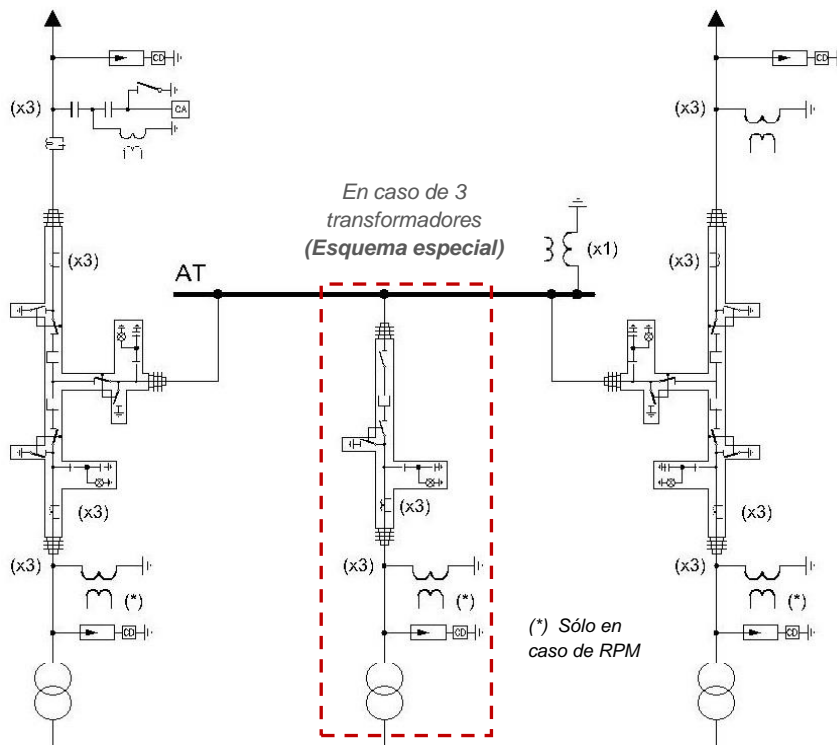 CD
CD
(x3)
CA
(x3)
En caso de 3
transformadores
(Esquema especial)
(x1)
(x3)
(x3)
AT
(x3)
(x3)
(x3)
(x3)
(x3)
(x3)
(*)
(*)
(*)
CD
CD
CD
(*) Sólo en
caso de RPM